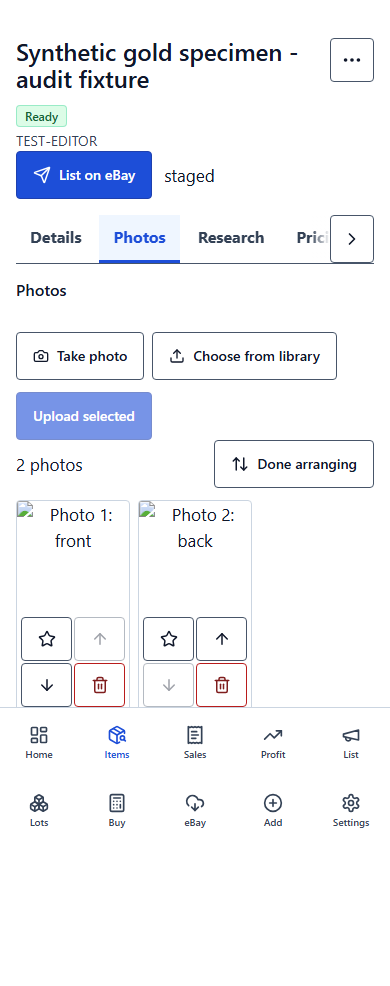 Synthetic gold specimen -
audit fixture
Ready
TEST-EDITOR
List on eBay staged
Details Photos Research
Photos
Take photo Choose from library
Upload selected
2 photos Done arranging
Photo 1: front
Photo 2: back
Home Items Sales Profit List
Lots Buy eBay Add Settings